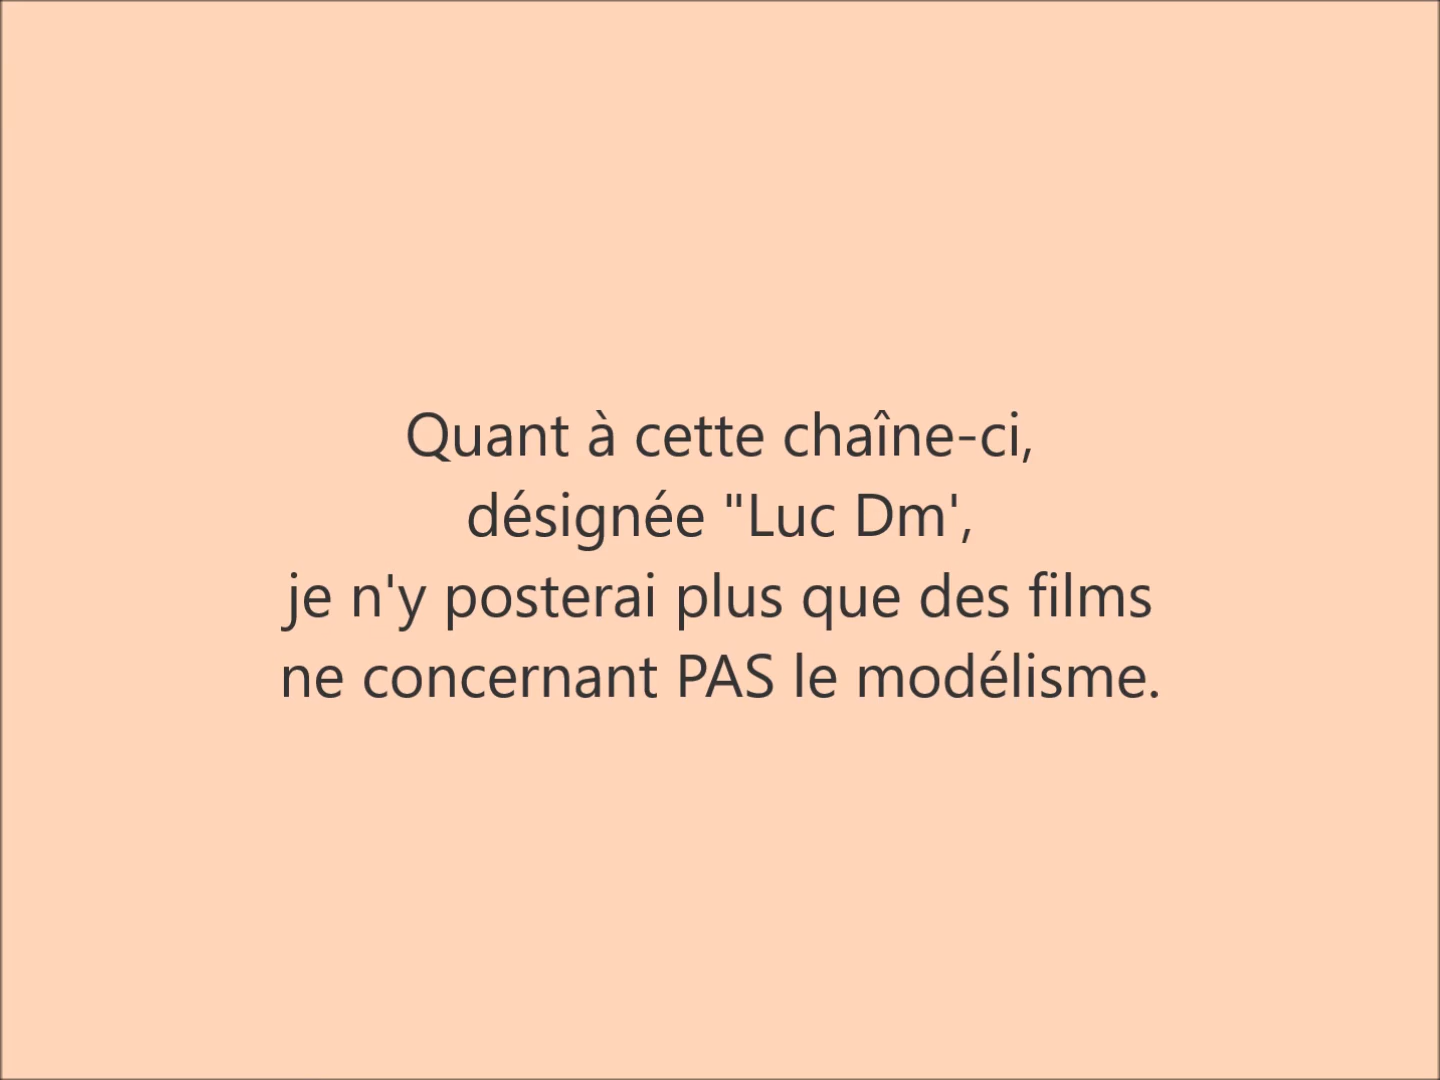 Quant à cette chaîne-ci,
désignée "Luc Dm',
je n'y posterai plus que des films
ne concernant PAS le modélisme.